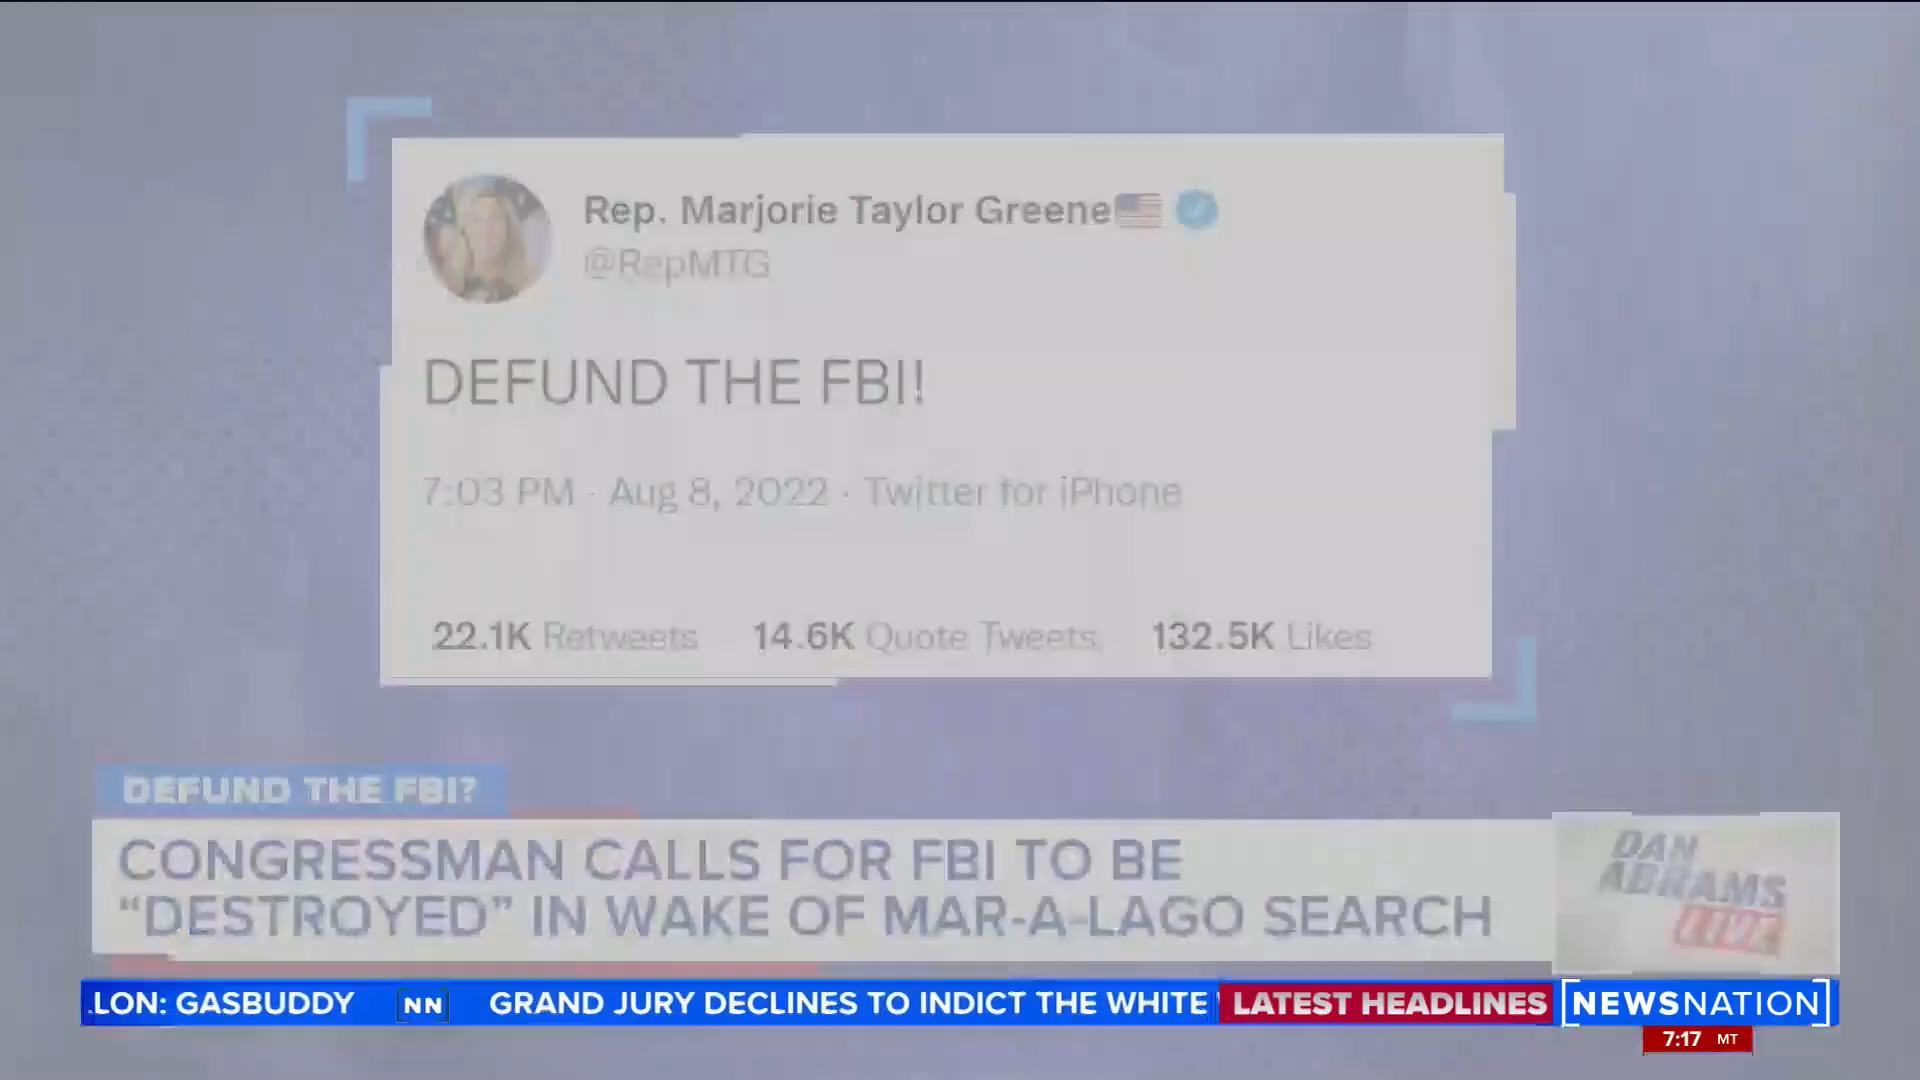 Rep. Marjorie Taylor Greene🇺🇸
@RepMTG
DEFUND THE FBI!
7:03 PM · Aug 8, 2022 · Twitter for iPhone
22.1K Retweets 14.6K Quote Tweets 132.5K Likes
DEFUND THE FBI?
CONGRESSMAN CALLS FOR FBI TO BE
“DESTROYED” IN WAKE OF MAR-A-LAGO SEARCH
DAN
ABRAMS
LIVE
LON: GASBUDDY NN GRAND JURY DECLINES TO INDICT THE WHITE LATEST HEADLINES NEWSNATION
7:17 MT